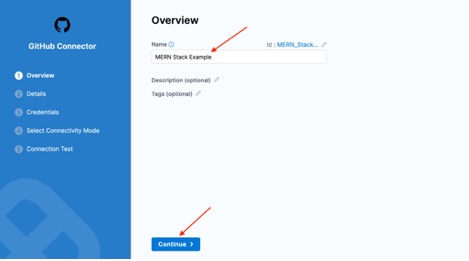 GitHub Connector
1 Overview
2 Details
3 Credentials
4 Select Connectivity Mode
5 Connection Test
Overview
Name Id : MERN_Stack...
MERN Stack Example
Description (optional)
Tags (optional)
Continue >